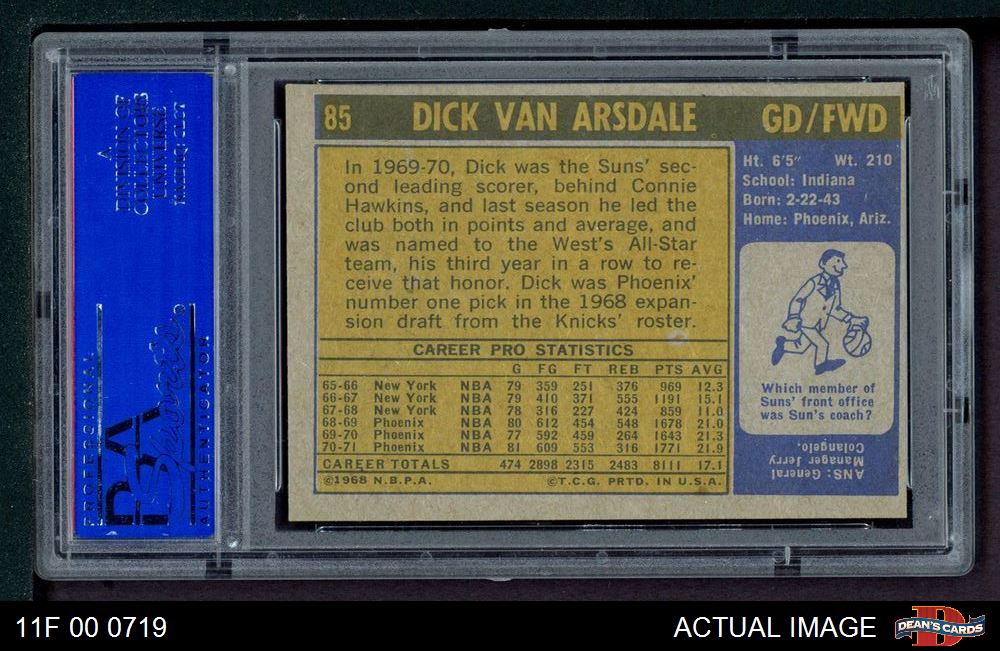 A
DIVISION OF
COLLECTORS
UNIVERSE
NASDAQ: CLCT
PROFESSIONAL
PSA
AUTHENTICATOR
85 DICK VAN ARSDALE GD/FWD
In 1969-70, Dick was the Suns' sec-
ond leading scorer, behind Connie
Hawkins, and last season he led the
club both in points and average, and
was named to the West's All-Star
team, his third year in a row to re-
ceive that honor. Dick was Phoenix'
number one pick in the 1968 expan-
sion draft from the Knicks' roster.
Ht. 6'5" Wt. 210
School: Indiana
Born: 2-22-43
Home: Phoenix, Ariz.
Which member of
Suns' front office
was Sun's coach?
ANS: General
Manager Jerry
Colangelo.
CAREER PRO STATISTICS
G FG FT REB PTS AVG
65-66 New York NBA 79 359 251 376 969 12.3
66-67 New York NBA 79 410 371 555 1191 15.1
67-68 New York NBA 78 316 227 424 859 11.0
68-69 Phoenix NBA 80 612 454 548 1678 21.0
69-70 Phoenix NBA 77 592 459 264 1643 21.3
70-71 Phoenix NBA 81 609 553 316 1771 21.9
CAREER TOTALS 474 2898 2315 2483 8111 17.1
©1968 N.B.P.A. ©T.C.G. PRTD. IN U.S.A.
11F 00 0719
ACTUAL IMAGE
DEAN'S CARDS